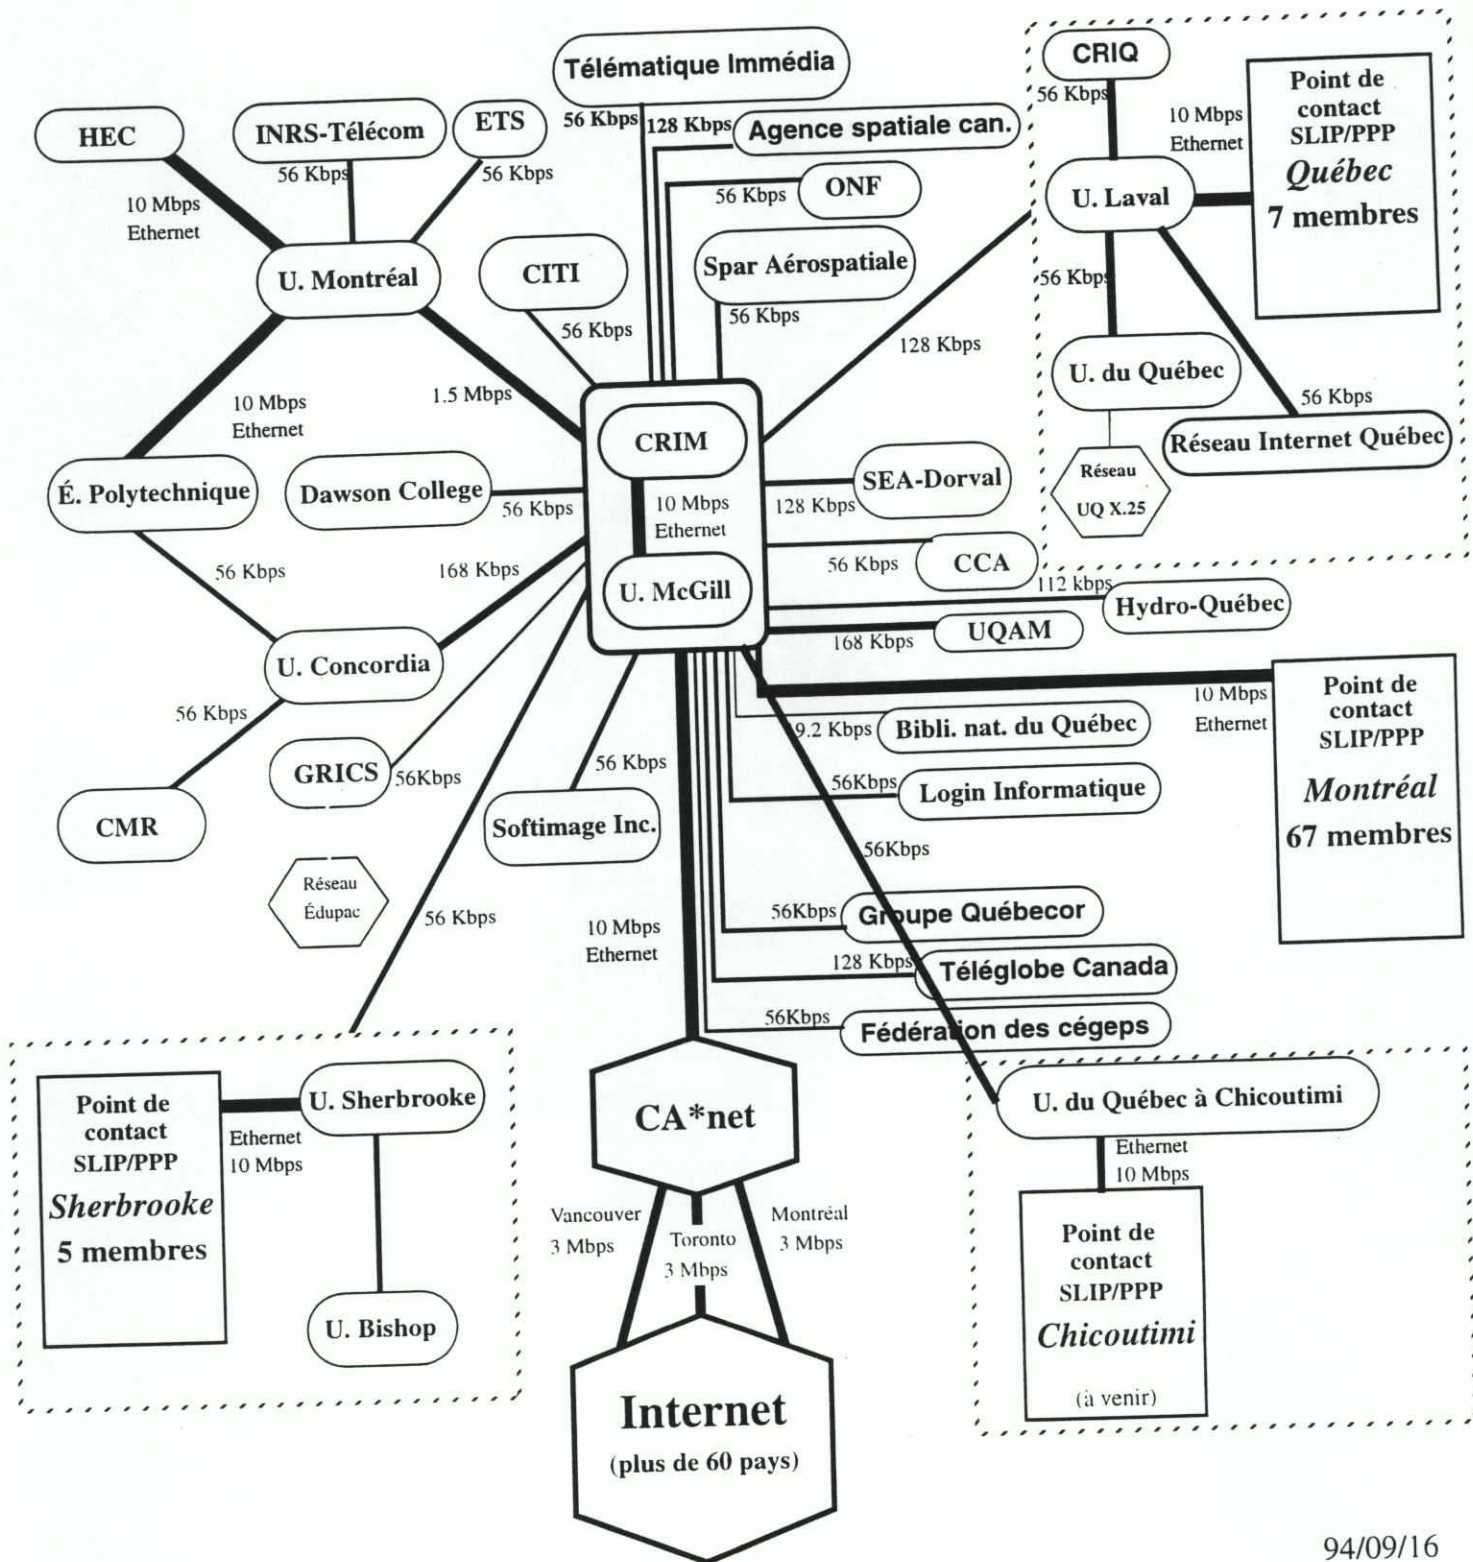 Télématique Immédia
CRIQ
56 Kbps
Point de
contact
SLIP/PPP
Québec
7 membres
10 Mbps
Ethernet
HEC
INRS-Télécom
ETS
56 Kbps
128 Kbps
Agence spatiale can.
56 Kbps
56 Kbps
56 Kbps
ONF
U. Laval
10 Mbps
Ethernet
U. Montréal
CITI
Spar Aérospatiale
56 Kbps
56 Kbps
56 Kbps
128 Kbps
U. du Québec
10 Mbps
Ethernet
1.5 Mbps
56 Kbps
CRIM
Réseau Internet Québec
É. Polytechnique
Dawson College
SEA-Dorval
Réseau
UQ X.25
56 Kbps
10 Mbps
Ethernet
128 Kbps
56 Kbps
168 Kbps
U. McGill
56 Kbps
CCA
112 kbps
Hydro-Québec
UQAM
168 Kbps
U. Concordia
56 Kbps
10 Mbps
Ethernet
Point de
contact
SLIP/PPP
Montréal
67 membres
9.2 Kbps
Bibli. nat. du Québec
GRICS
56Kbps
56 Kbps
56Kbps
Login Informatique
CMR
Softimage Inc.
56Kbps
Réseau
Édupac
56 Kbps
10 Mbps
Ethernet
56Kbps
Groupe Québecor
128 Kbps
Téléglobe Canada
56Kbps
Fédération des cégeps
Point de
contact
SLIP/PPP
Sherbrooke
5 membres
U. Sherbrooke
Ethernet
10 Mbps
CA*net
U. du Québec à Chicoutimi
Ethernet
10 Mbps
Vancouver
3 Mbps
Toronto
3 Mbps
Montréal
3 Mbps
Point de
contact
SLIP/PPP
Chicoutimi
(à venir)
U. Bishop
Internet
(plus de 60 pays)
94/09/16